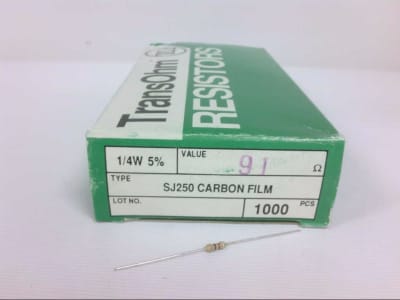 TransOhm
RESISTORS
1/4W 5% VALUE 91 Ω
TYPE SJ250 CARBON FILM
LOT NO. 1000 PCS